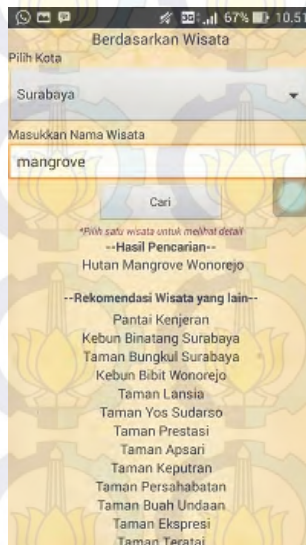 67% 10.51
Berdasarkan Wisata
Pilih Kota
Surabaya
Masukkan Nama Wisata
mangrove
Cari
*Pilih satu wisata untuk melihat detail
--Hasil Pencarian--
Hutan Mangrove Wonorejo
--Rekomendasi Wisata yang lain--
Pantai Kenjeran
Kebun Binatang Surabaya
Taman Bungkul Surabaya
Kebun Bibit Wonorejo
Taman Lansia
Taman Yos Sudarso
Taman Prestasi
Taman Apsari
Taman Keputran
Taman Persahabatan
Taman Buah Undaan
Taman Ekspresi
Taman Teratai